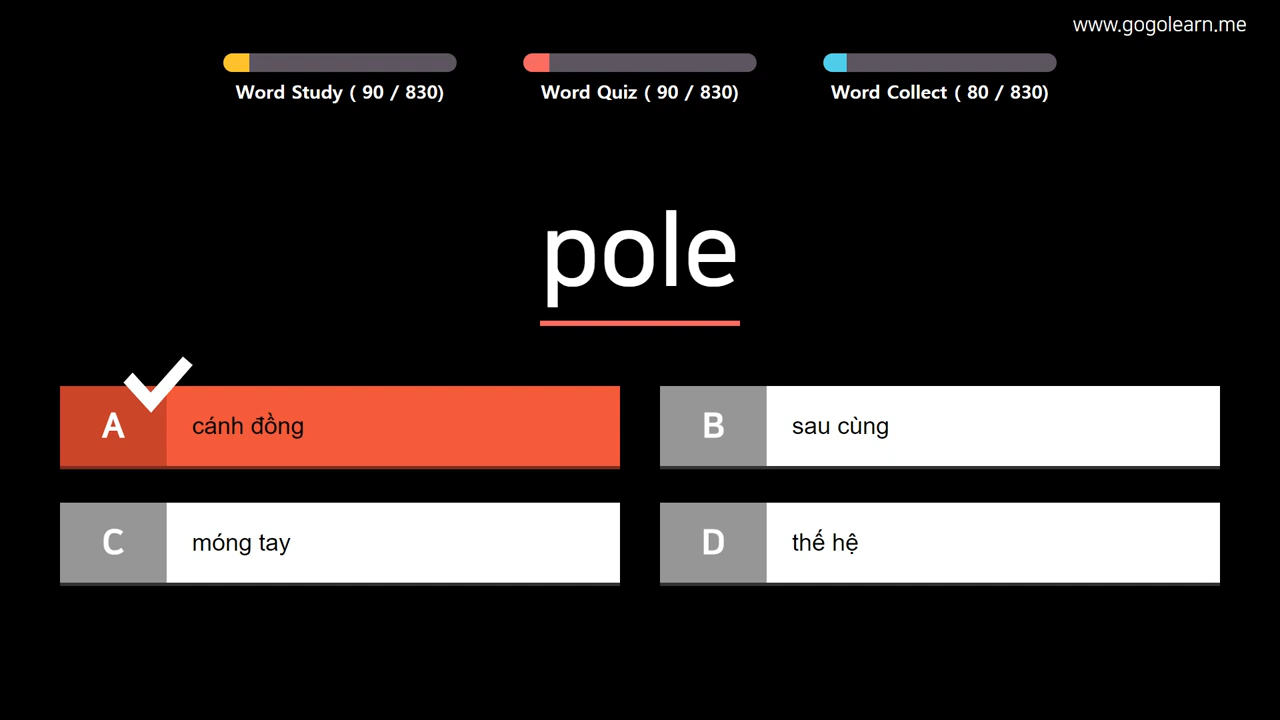 www.gogolearn.me
Word Study ( 90 / 830)
Word Quiz ( 90 / 830)
Word Collect ( 80 / 830)
pole
A cánh đồng
B sau cùng
C móng tay
D thế hệ